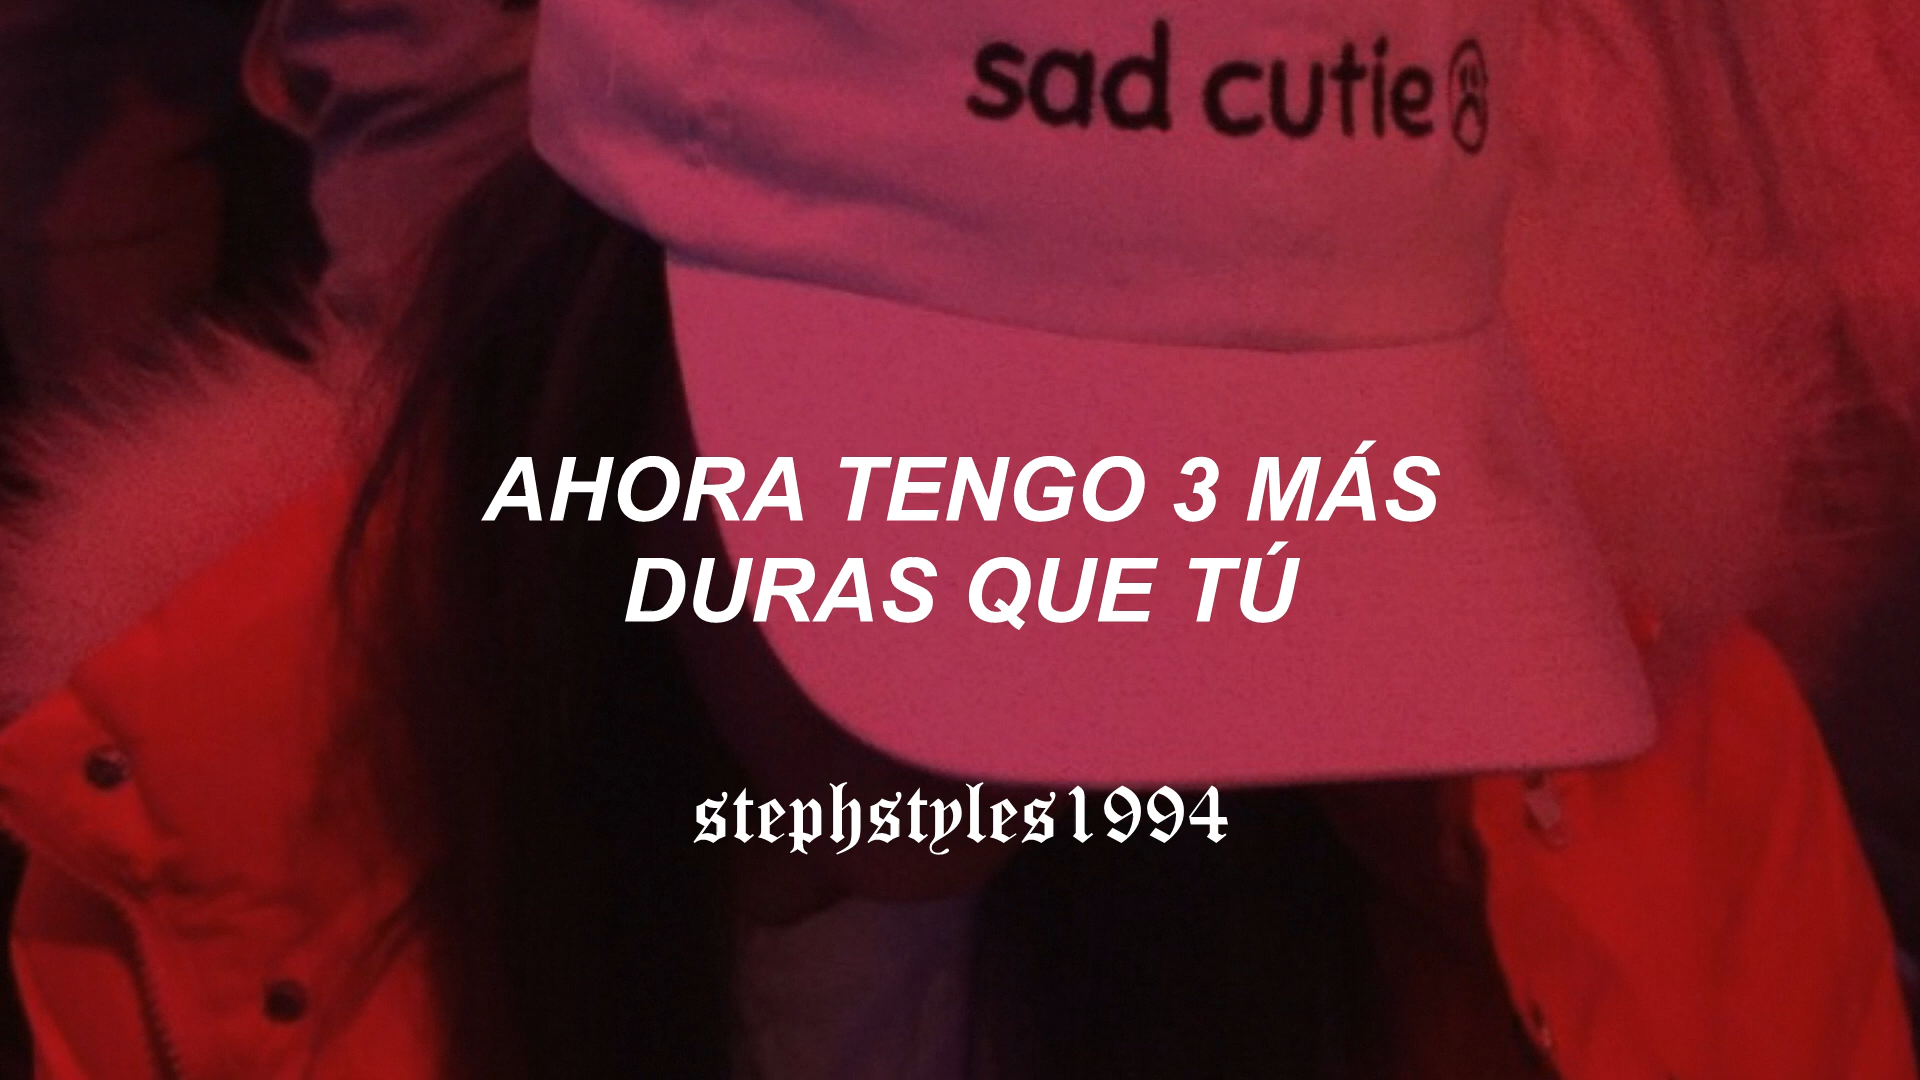 sad cutie
AHORA TENGO 3 MÁS
DURAS QUE TÚ
stephstyles1994